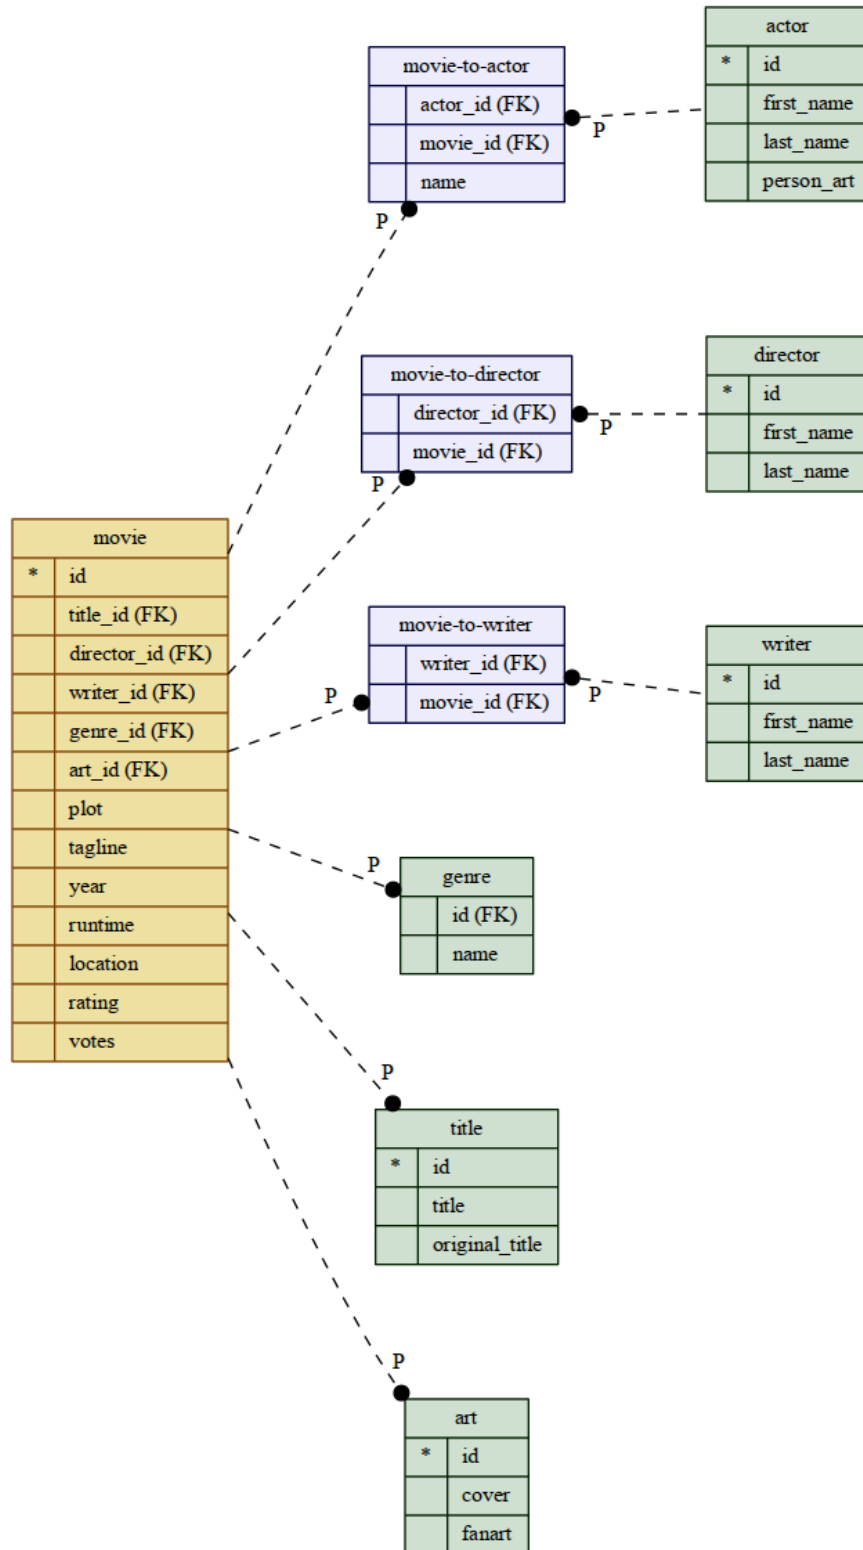 actor
* id
first_name
last_name
person_art
movie-to-actor
actor_id (FK)
movie_id (FK)
name
P
P
director
* id
first_name
last_name
movie-to-director
director_id (FK)
movie_id (FK)
P
P
movie
* id
title_id (FK)
director_id (FK)
writer_id (FK)
genre_id (FK)
art_id (FK)
plot
tagline
year
runtime
location
rating
votes
movie-to-writer
writer_id (FK)
movie_id (FK)
P
P
writer
* id
first_name
last_name
P
genre
id (FK)
name
P
title
* id
title
original_title
P
art
* id
cover
fanart